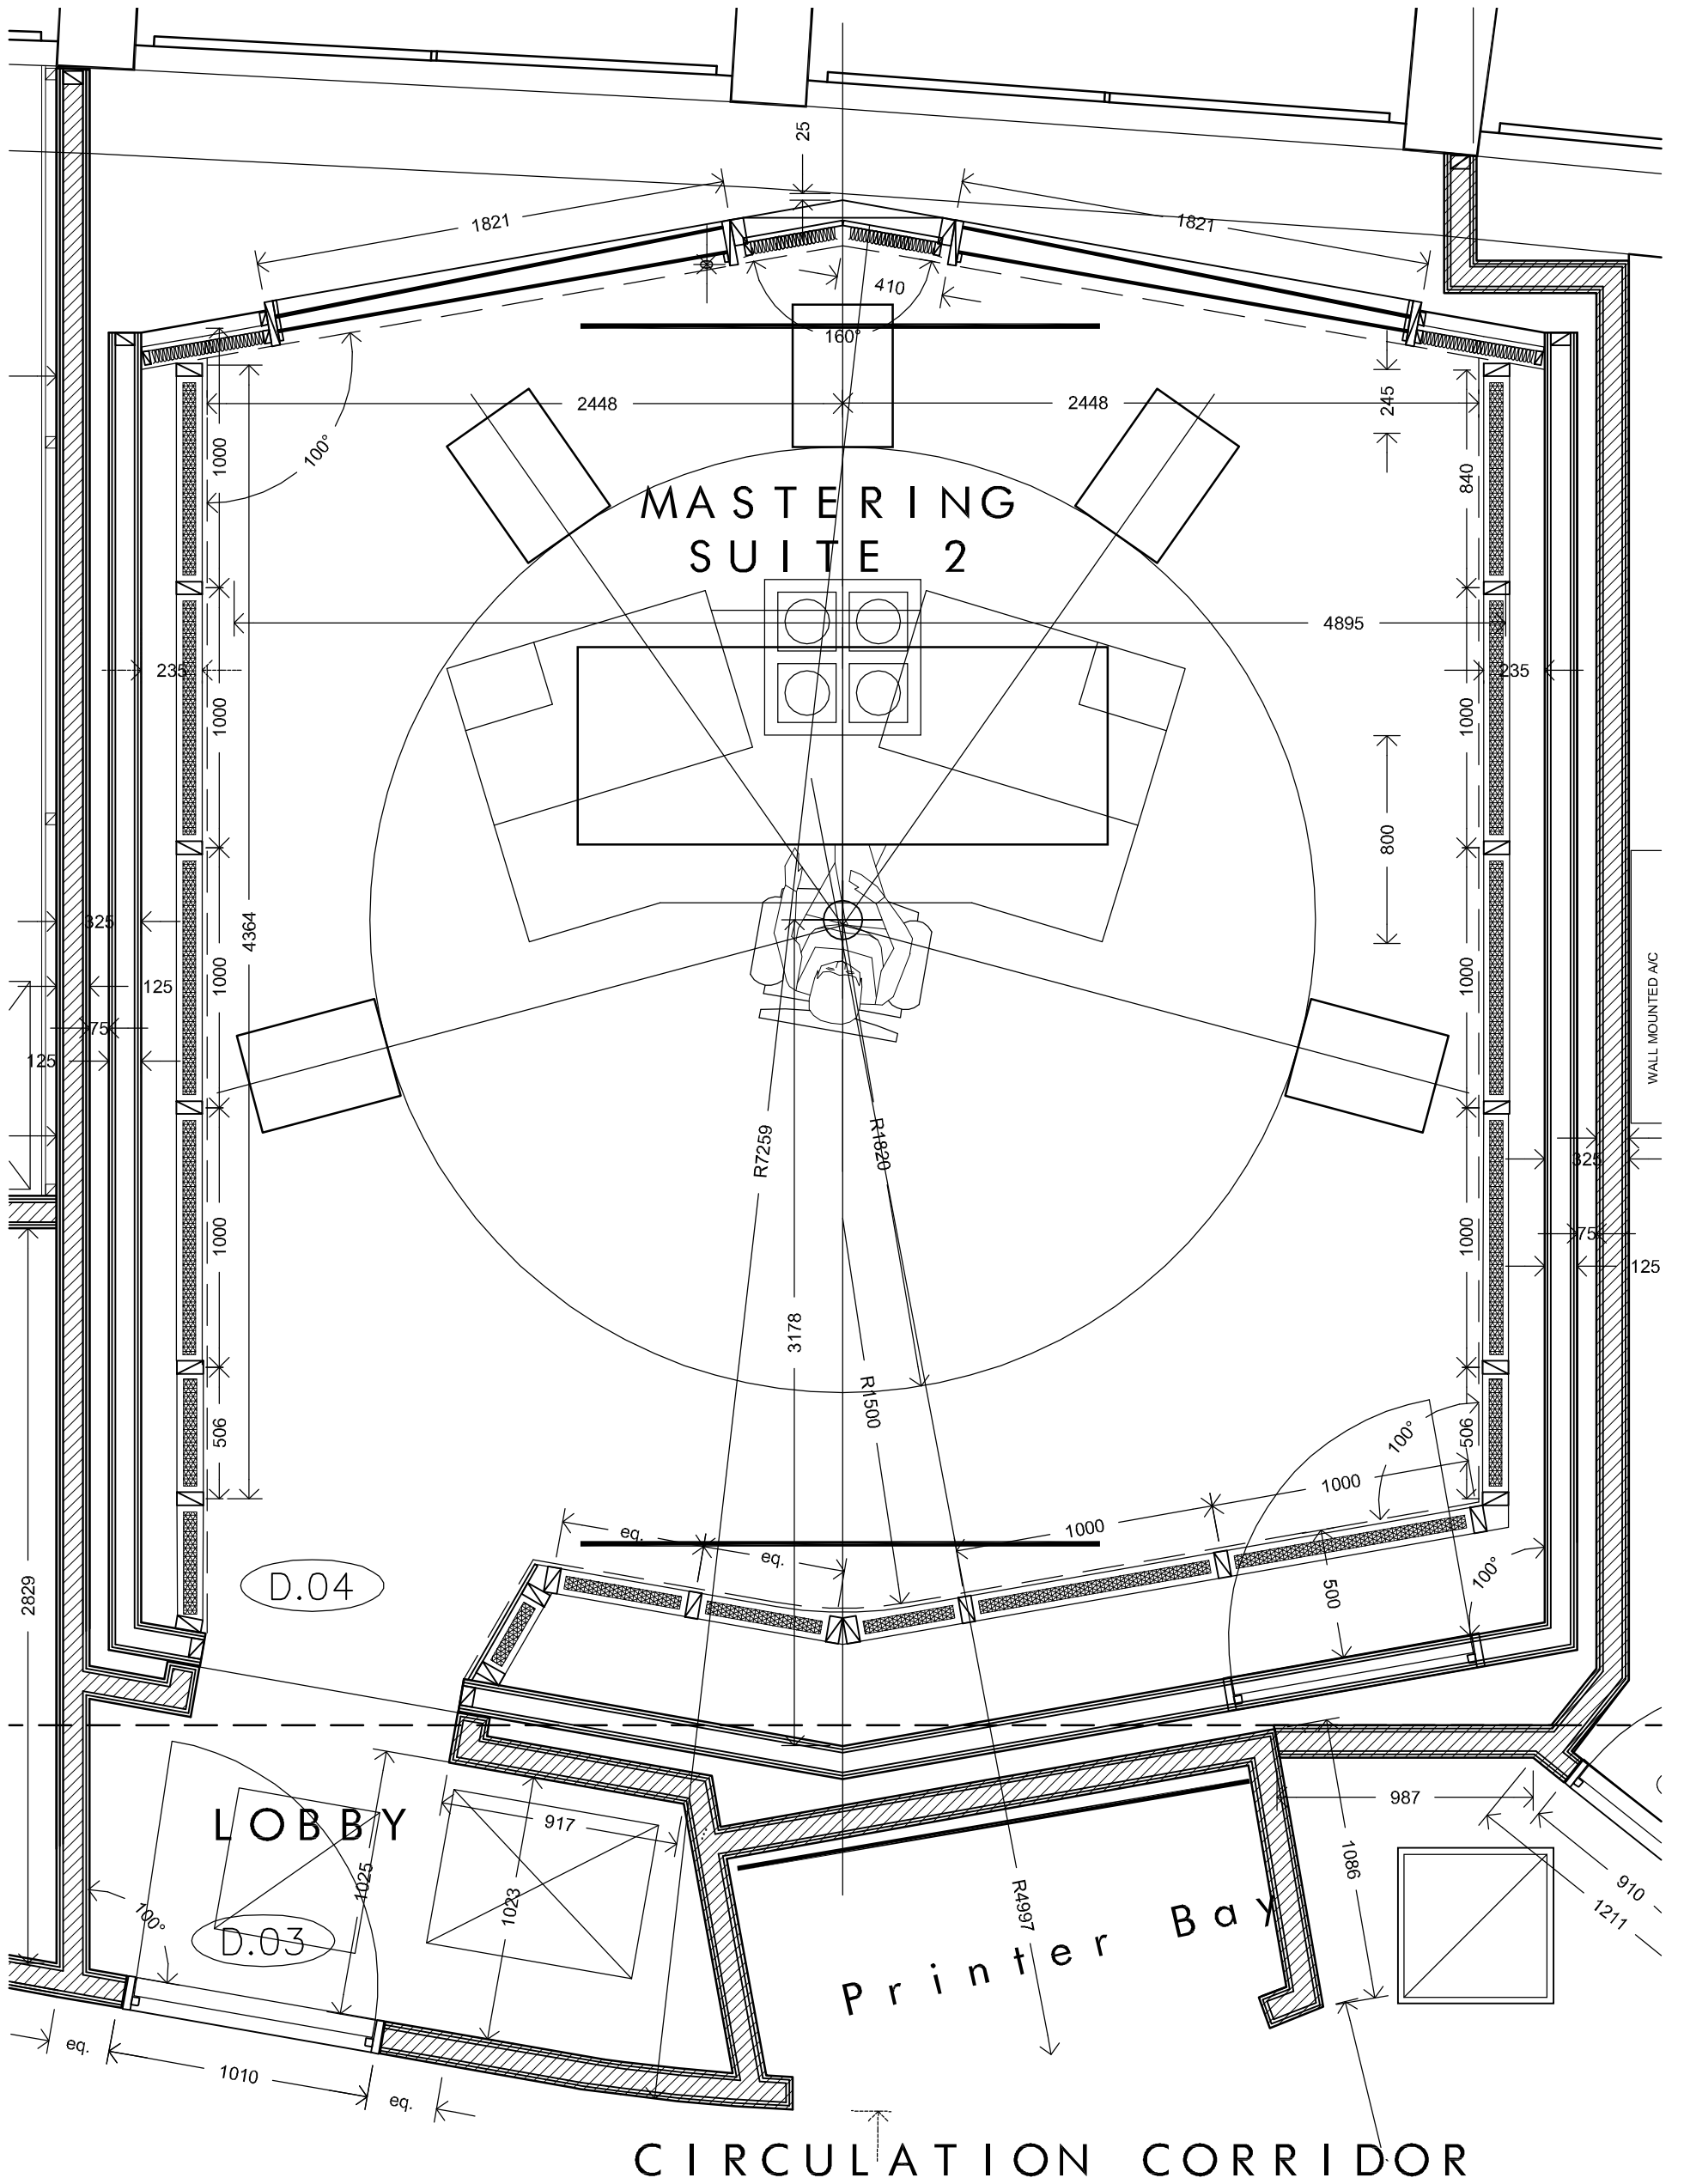 25
1821
1821
410
160°
2448
2448
245
1000
100°
840
MASTERING
SUITE 2
4895
235
235
1000
1000
800
325
4364
125
1000
1000
75
125
WALL MOUNTED A/C
R7259
R1820
325
1000
1000
75
125
3178
R1500
506
506
100°
1000
1000
eq.
eq.
D.04
500
100°
2829
LOBBY
917
987
1025
1023
1086
910
1211
100°
D.03
R4997
Printer Bay
eq.
1010
eq.
CIRCULATION CORRIDOR